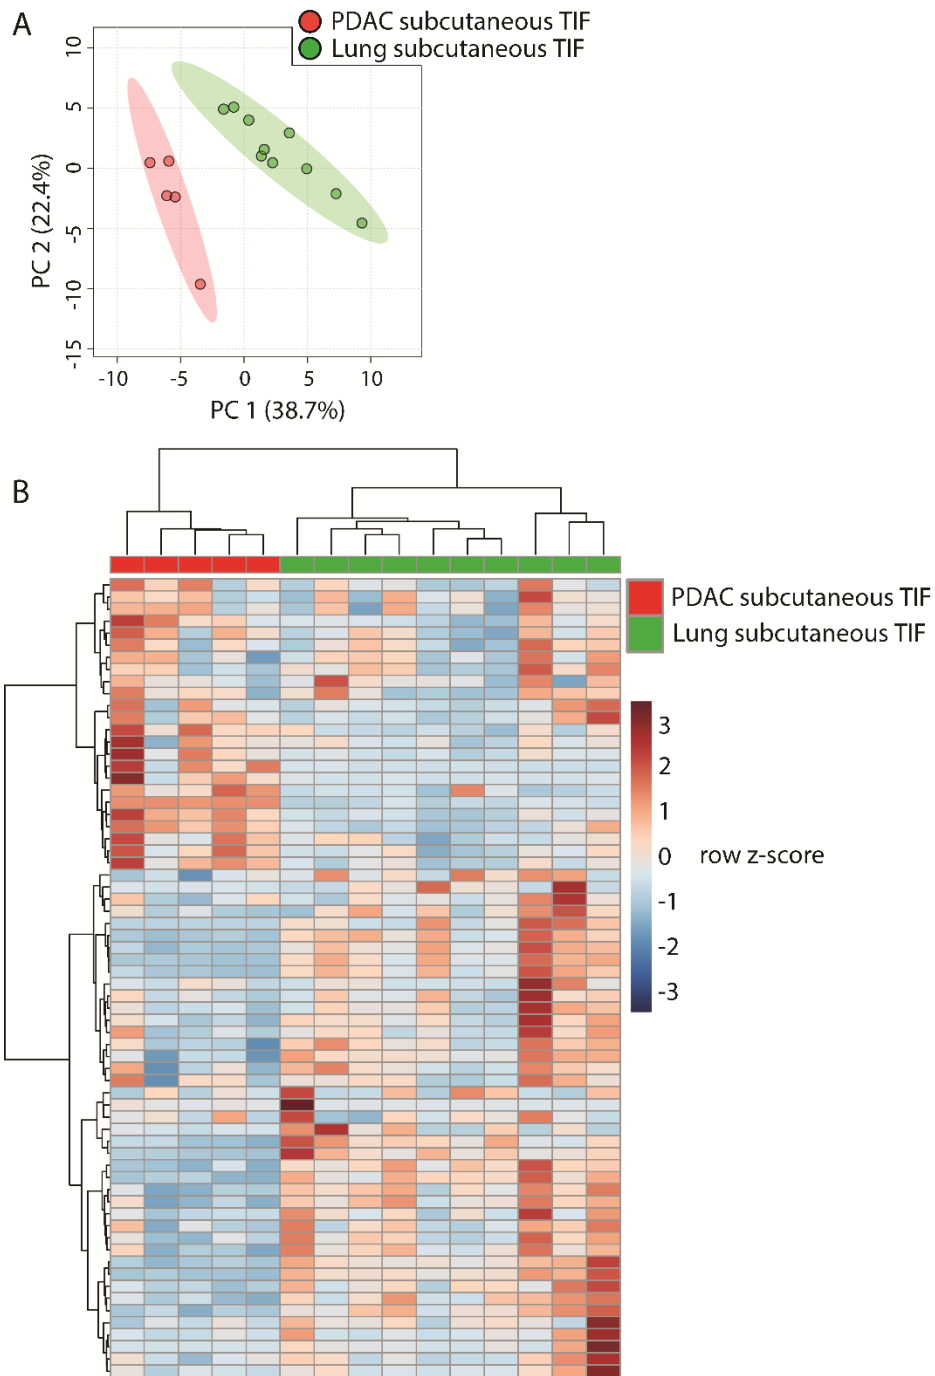 A
PDAC subcutaneous TIF
Lung subcutaneous TIF
10
5
0
-5
-10
-15
PC 2 (22.4%)
-10 -5 0 5 10
PC 1 (38.7%)
B
PDAC subcutaneous TIF
Lung subcutaneous TIF
3
2
1
0
-1
-2
-3
row z-score